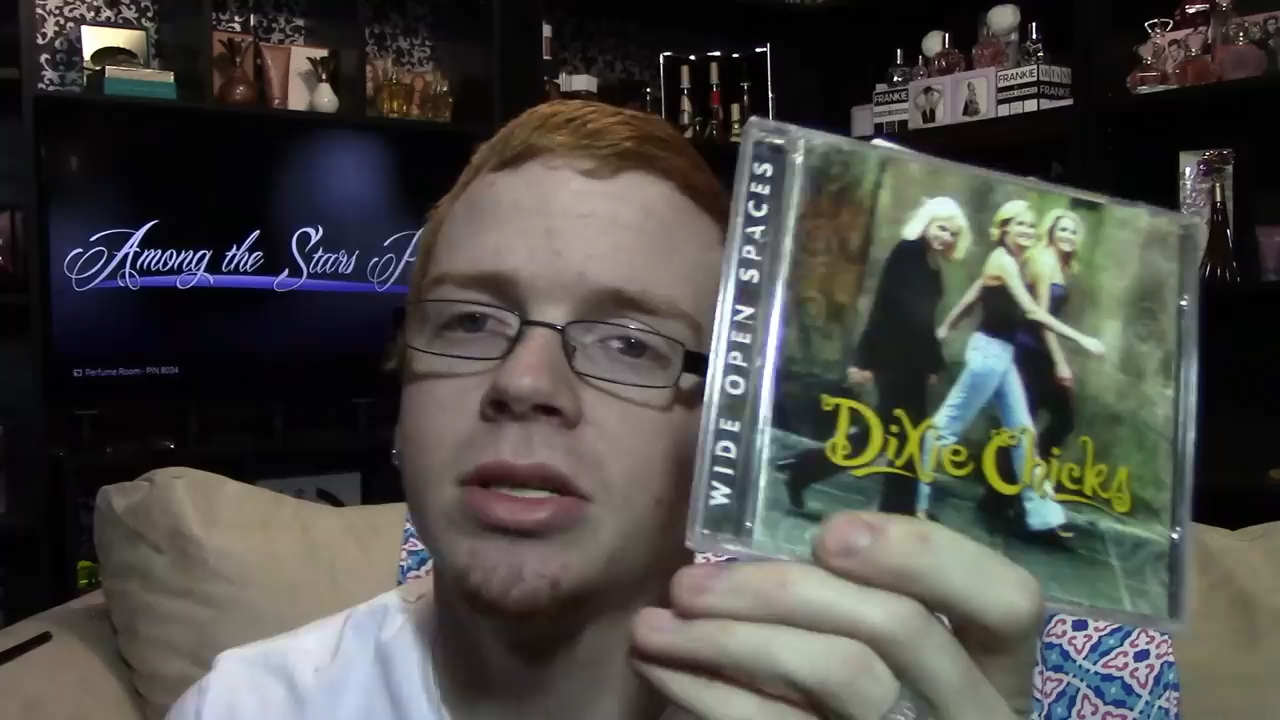 FRANKIE
FRANKIE
FRANKIE
Among the Stars
Perfume Room - PIN 8034
WIDE OPEN SPACES
Dixie Chicks